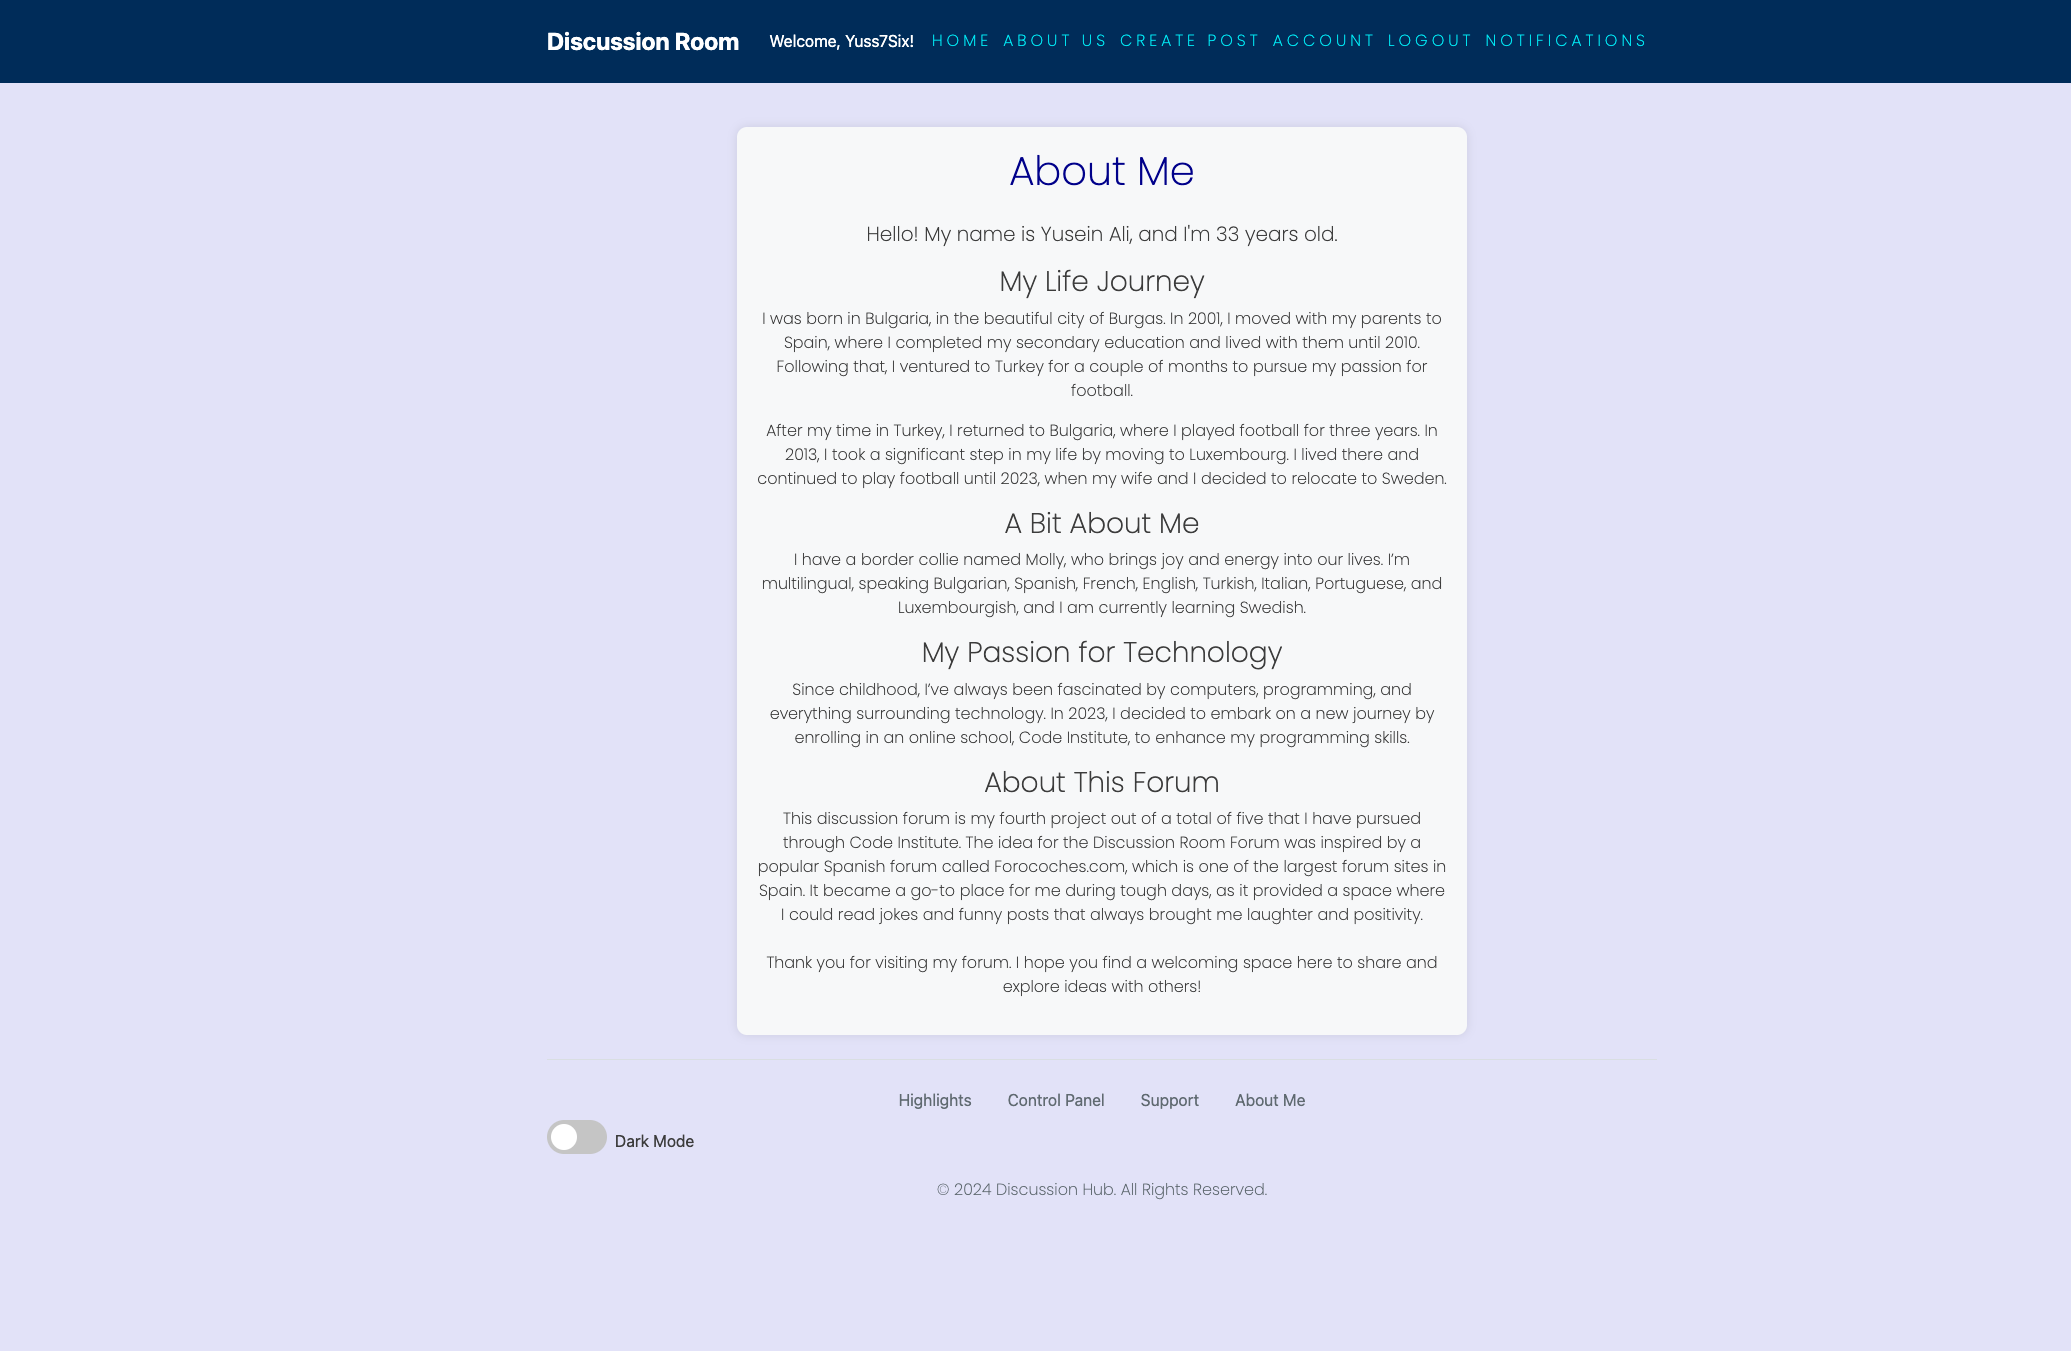 Discussion Room Welcome, Yuss7Six! HOME ABOUT US CREATE POST ACCOUNT LOGOUT NOTIFICATIONS
About Me
Hello! My name is Yusein Ali, and I'm 33 years old.
My Life Journey
I was born in Bulgaria, in the beautiful city of Burgas. In 2001, I moved with my parents to
Spain, where I completed my secondary education and lived with them until 2010.
Following that, I ventured to Turkey for a couple of months to pursue my passion for
football.
After my time in Turkey, I returned to Bulgaria, where I played football for three years. In
2013, I took a significant step in my life by moving to Luxembourg. I lived there and
continued to play football until 2023, when my wife and I decided to relocate to Sweden.
A Bit About Me
I have a border collie named Molly, who brings joy and energy into our lives. I’m
multilingual, speaking Bulgarian, Spanish, French, English, Turkish, Italian, Portuguese, and
Luxembourgish, and I am currently learning Swedish.
My Passion for Technology
Since childhood, I’ve always been fascinated by computers, programming, and
everything surrounding technology. In 2023, I decided to embark on a new journey by
enrolling in an online school, Code Institute, to enhance my programming skills.
About This Forum
This discussion forum is my fourth project out of a total of five that I have pursued
through Code Institute. The idea for the Discussion Room Forum was inspired by a
popular Spanish forum called Forocoches.com, which is one of the largest forum sites in
Spain. It became a go-to place for me during tough days, as it provided a space where
I could read jokes and funny posts that always brought me laughter and positivity.
Thank you for visiting my forum. I hope you find a welcoming space here to share and
explore ideas with others!
Highlights Control Panel Support About Me
Dark Mode
© 2024 Discussion Hub. All Rights Reserved.